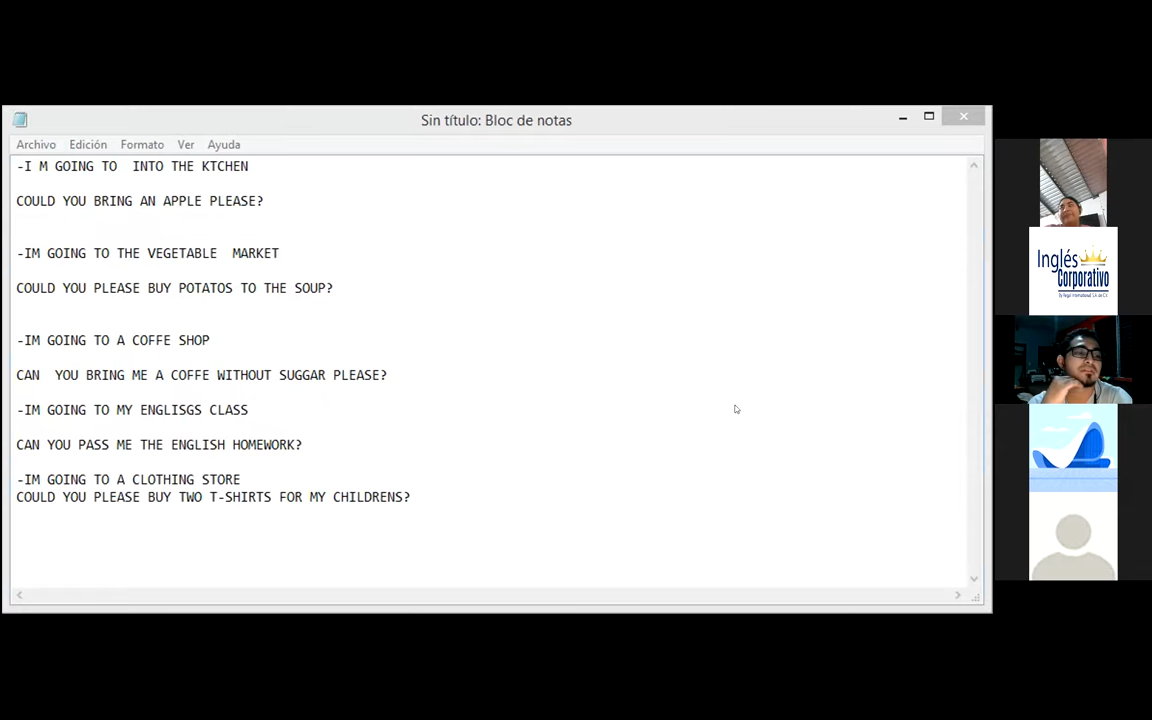 Sin título: Bloc de notas
Archivo Edición Formato Ver Ayuda
-I M GOING TO  INTO THE KTCHEN
COULD YOU BRING AN APPLE PLEASE?
-IM GOING TO THE VEGETABLE  MARKET
COULD YOU PLEASE BUY POTATOS TO THE SOUP?
-IM GOING TO A COFFE SHOP
CAN  YOU BRING ME A COFFE WITHOUT SUGGAR PLEASE?
-IM GOING TO MY ENGLISGS CLASS
CAN YOU PASS ME THE ENGLISH HOMEWORK?
-IM GOING TO A CLOTHING STORE
COULD YOU PLEASE BUY TWO T-SHIRTS FOR MY CHILDRENS?
Inglés
Corporativo